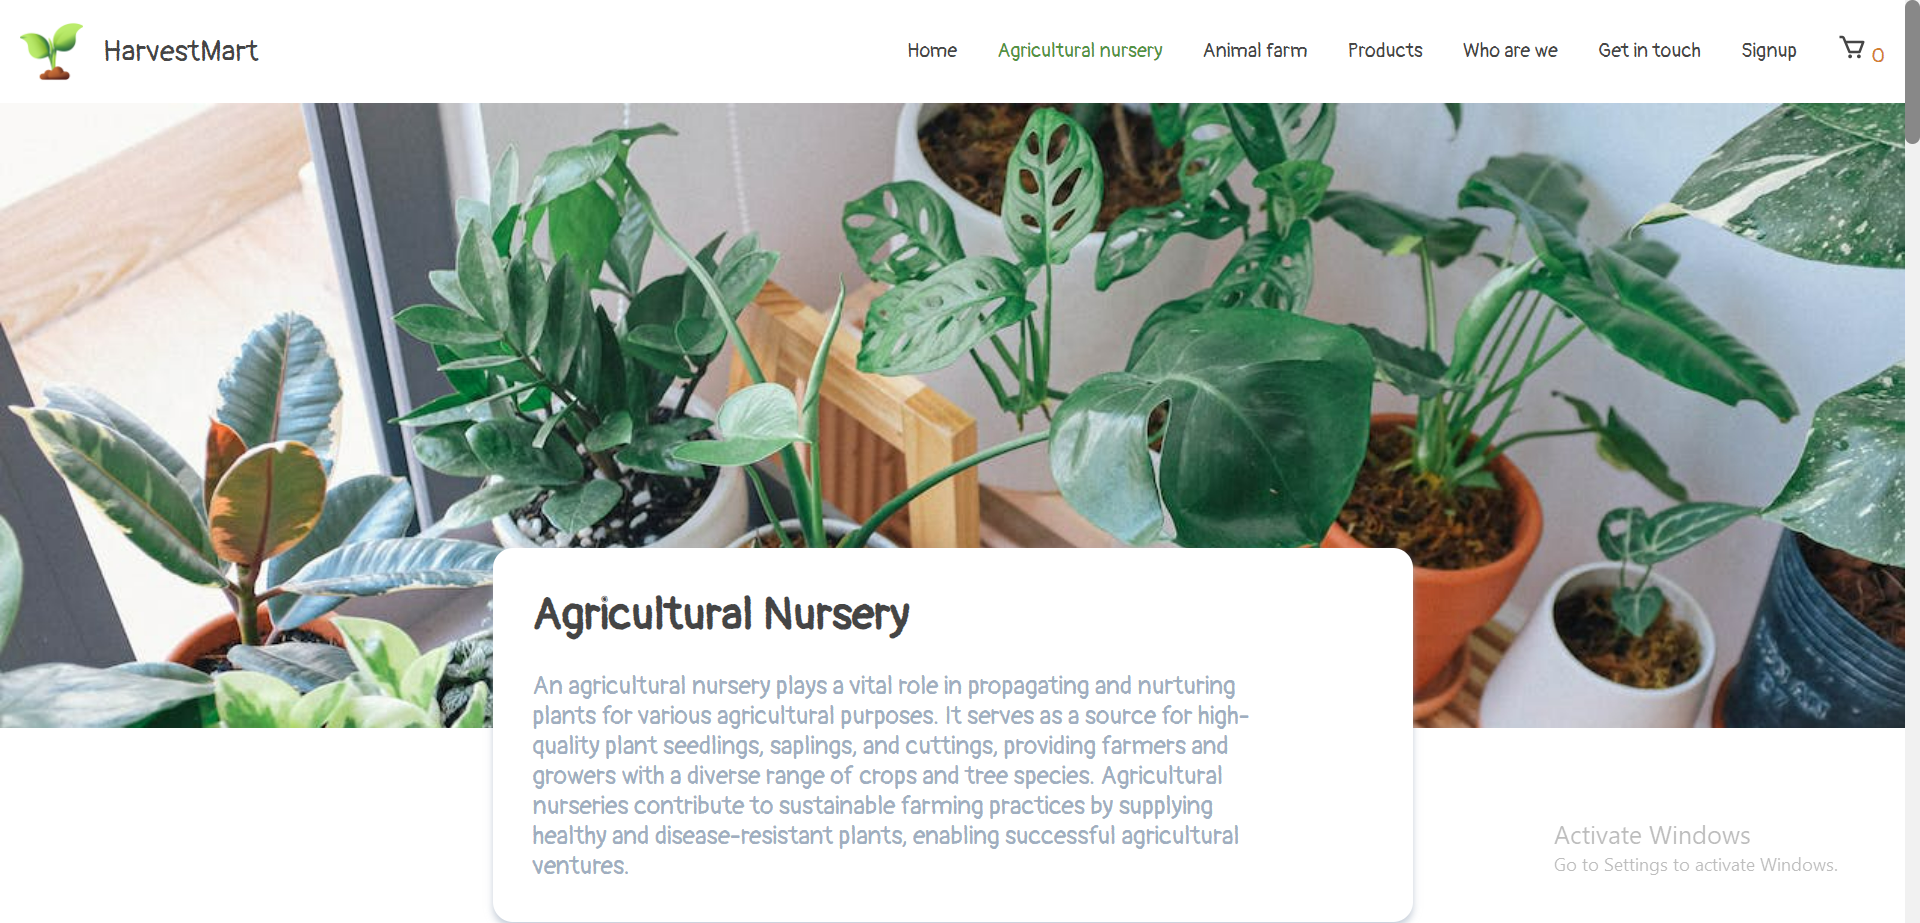 HarvestMart
Home Agricultural nursery Animal farm Products Who are we Get in touch Signup 0
Agricultural Nursery
An agricultural nursery plays a vital role in propagating and nurturing
plants for various agricultural purposes. It serves as a source for high-
quality plant seedlings, saplings, and cuttings, providing farmers and
growers with a diverse range of crops and tree species. Agricultural
nurseries contribute to sustainable farming practices by supplying
healthy and disease-resistant plants, enabling successful agricultural
ventures.
Activate Windows
Go to Settings to activate Windows.